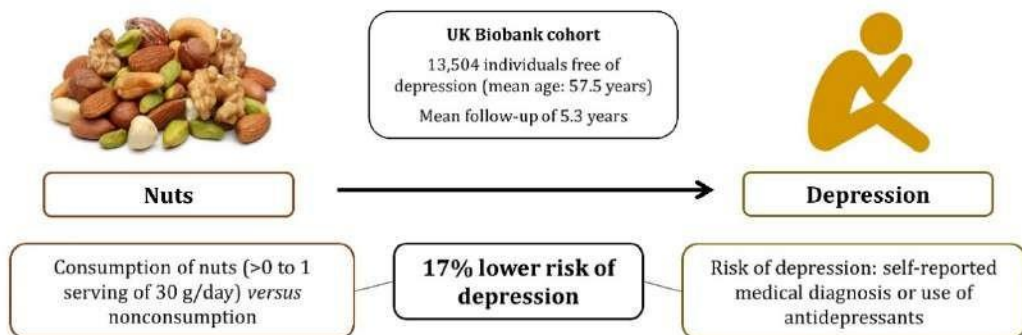 UK Biobank cohort
13,504 individuals free of
depression (mean age: 57.5 years)
Mean follow-up of 5.3 years
Nuts
Depression
Consumption of nuts (>0 to 1
serving of 30 g/day) versus
nonconsumption
17% lower risk of
depression
Risk of depression: self-reported
medical diagnosis or use of
antidepressants